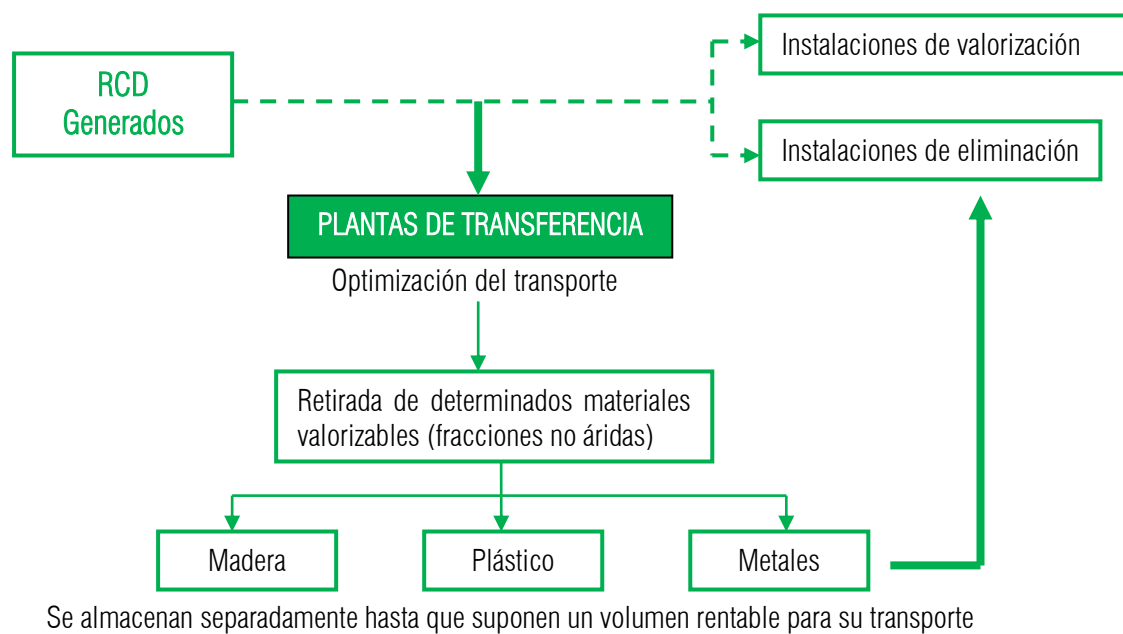 RCD
Generados
Instalaciones de valorización
Instalaciones de eliminación
PLANTAS DE TRANSFERENCIA
Optimización del transporte
Retirada de determinados materiales
valorizables (fracciones no áridas)
Madera
Plástico
Metales
Se almacenan separadamente hasta que suponen un volumen rentable para su transporte